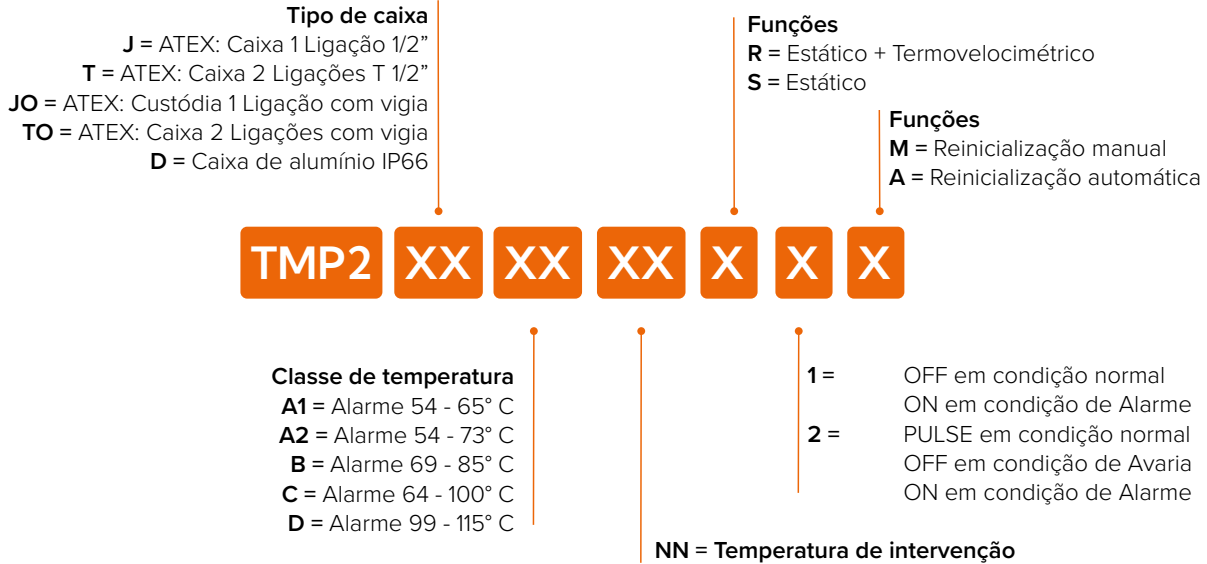 Tipo de caixa
J = ATEX: Caixa 1 Ligação 1/2”
T = ATEX: Caixa 2 Ligações T 1/2”
JO = ATEX: Custódia 1 Ligação com vigia
TO = ATEX: Caixa 2 Ligações com vigia
D = Caixa de alumínio IP66
Funções
R = Estático + Termovelocimétrico
S = Estático
Funções
M = Reinicialização manual
A = Reinicialização automática
TMP2 XX XX XX X X X
Classe de temperatura
A1 = Alarme 54 - 65° C
A2 = Alarme 54 - 73° C
B = Alarme 69 - 85° C
C = Alarme 64 - 100° C
D = Alarme 99 - 115° C
1 = OFF em condição normal
ON em condição de Alarme
2 = PULSE em condição normal
OFF em condição de Avaria
ON em condição de Alarme
NN = Temperatura de intervenção